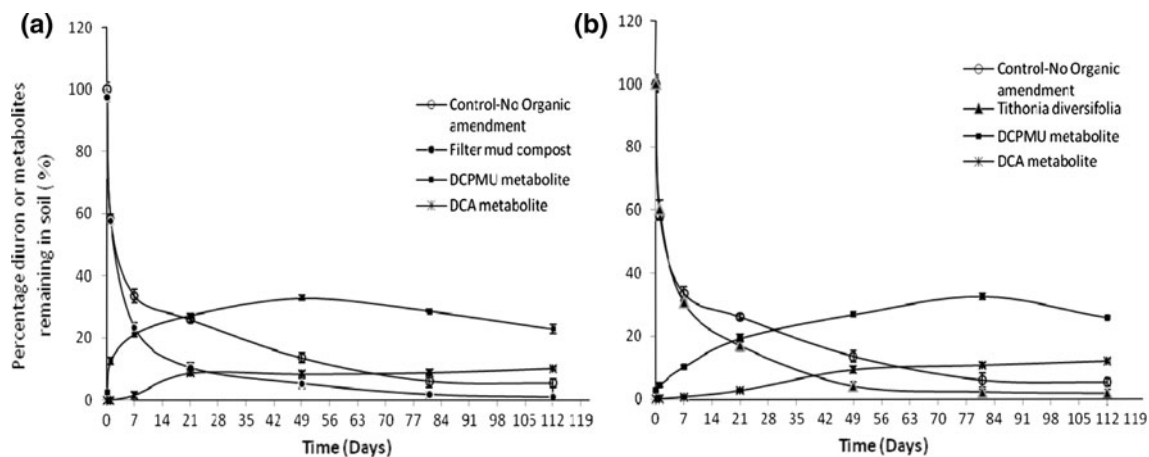 (a)
Percentage diuron or metabolites
remaining in soil ( %)
120
100
80
60
40
20
0
Control-No Organic
amendment
Filter mud compost
DCPMU metabolite
DCA metabolite
0 7 14 21 28 35 42 49 56 63 70 77 84 91 98 105 112 119
Time (Days)
(b)
120
100
80
60
40
20
0
Control-No Organic
amendment
Tithonia diversifolia
DCPMU metabolite
DCA metabolite
0 7 14 21 28 35 42 49 56 63 70 77 84 91 98 105 112 119
Time (Days)